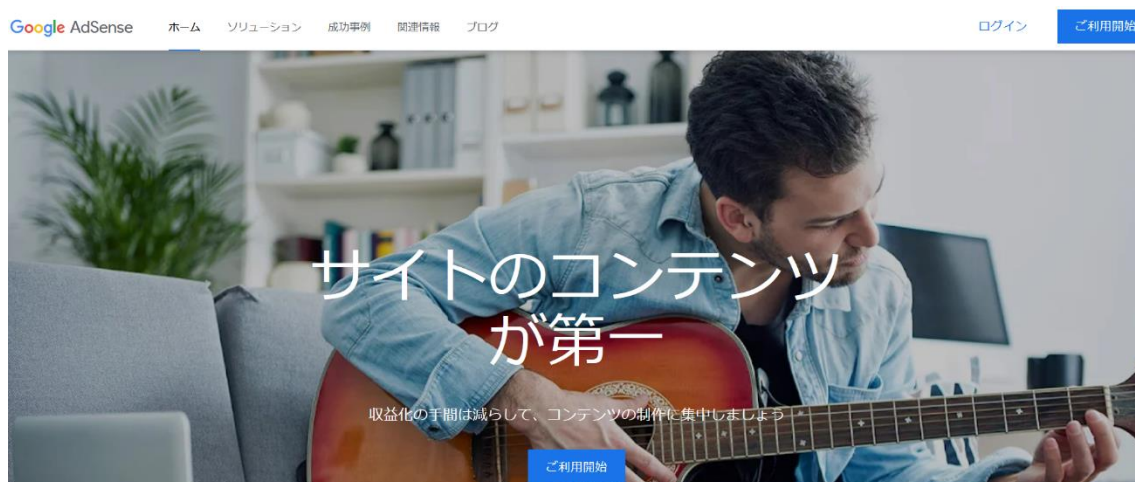 Google AdSense ホーム ソリューション 成功事例 関連情報 ブログ ログイン ご利用開始
サイトのコンテンツ
が第一
収益化の手間は減らして、コンテンツの制作に集中しましょう
ご利用開始